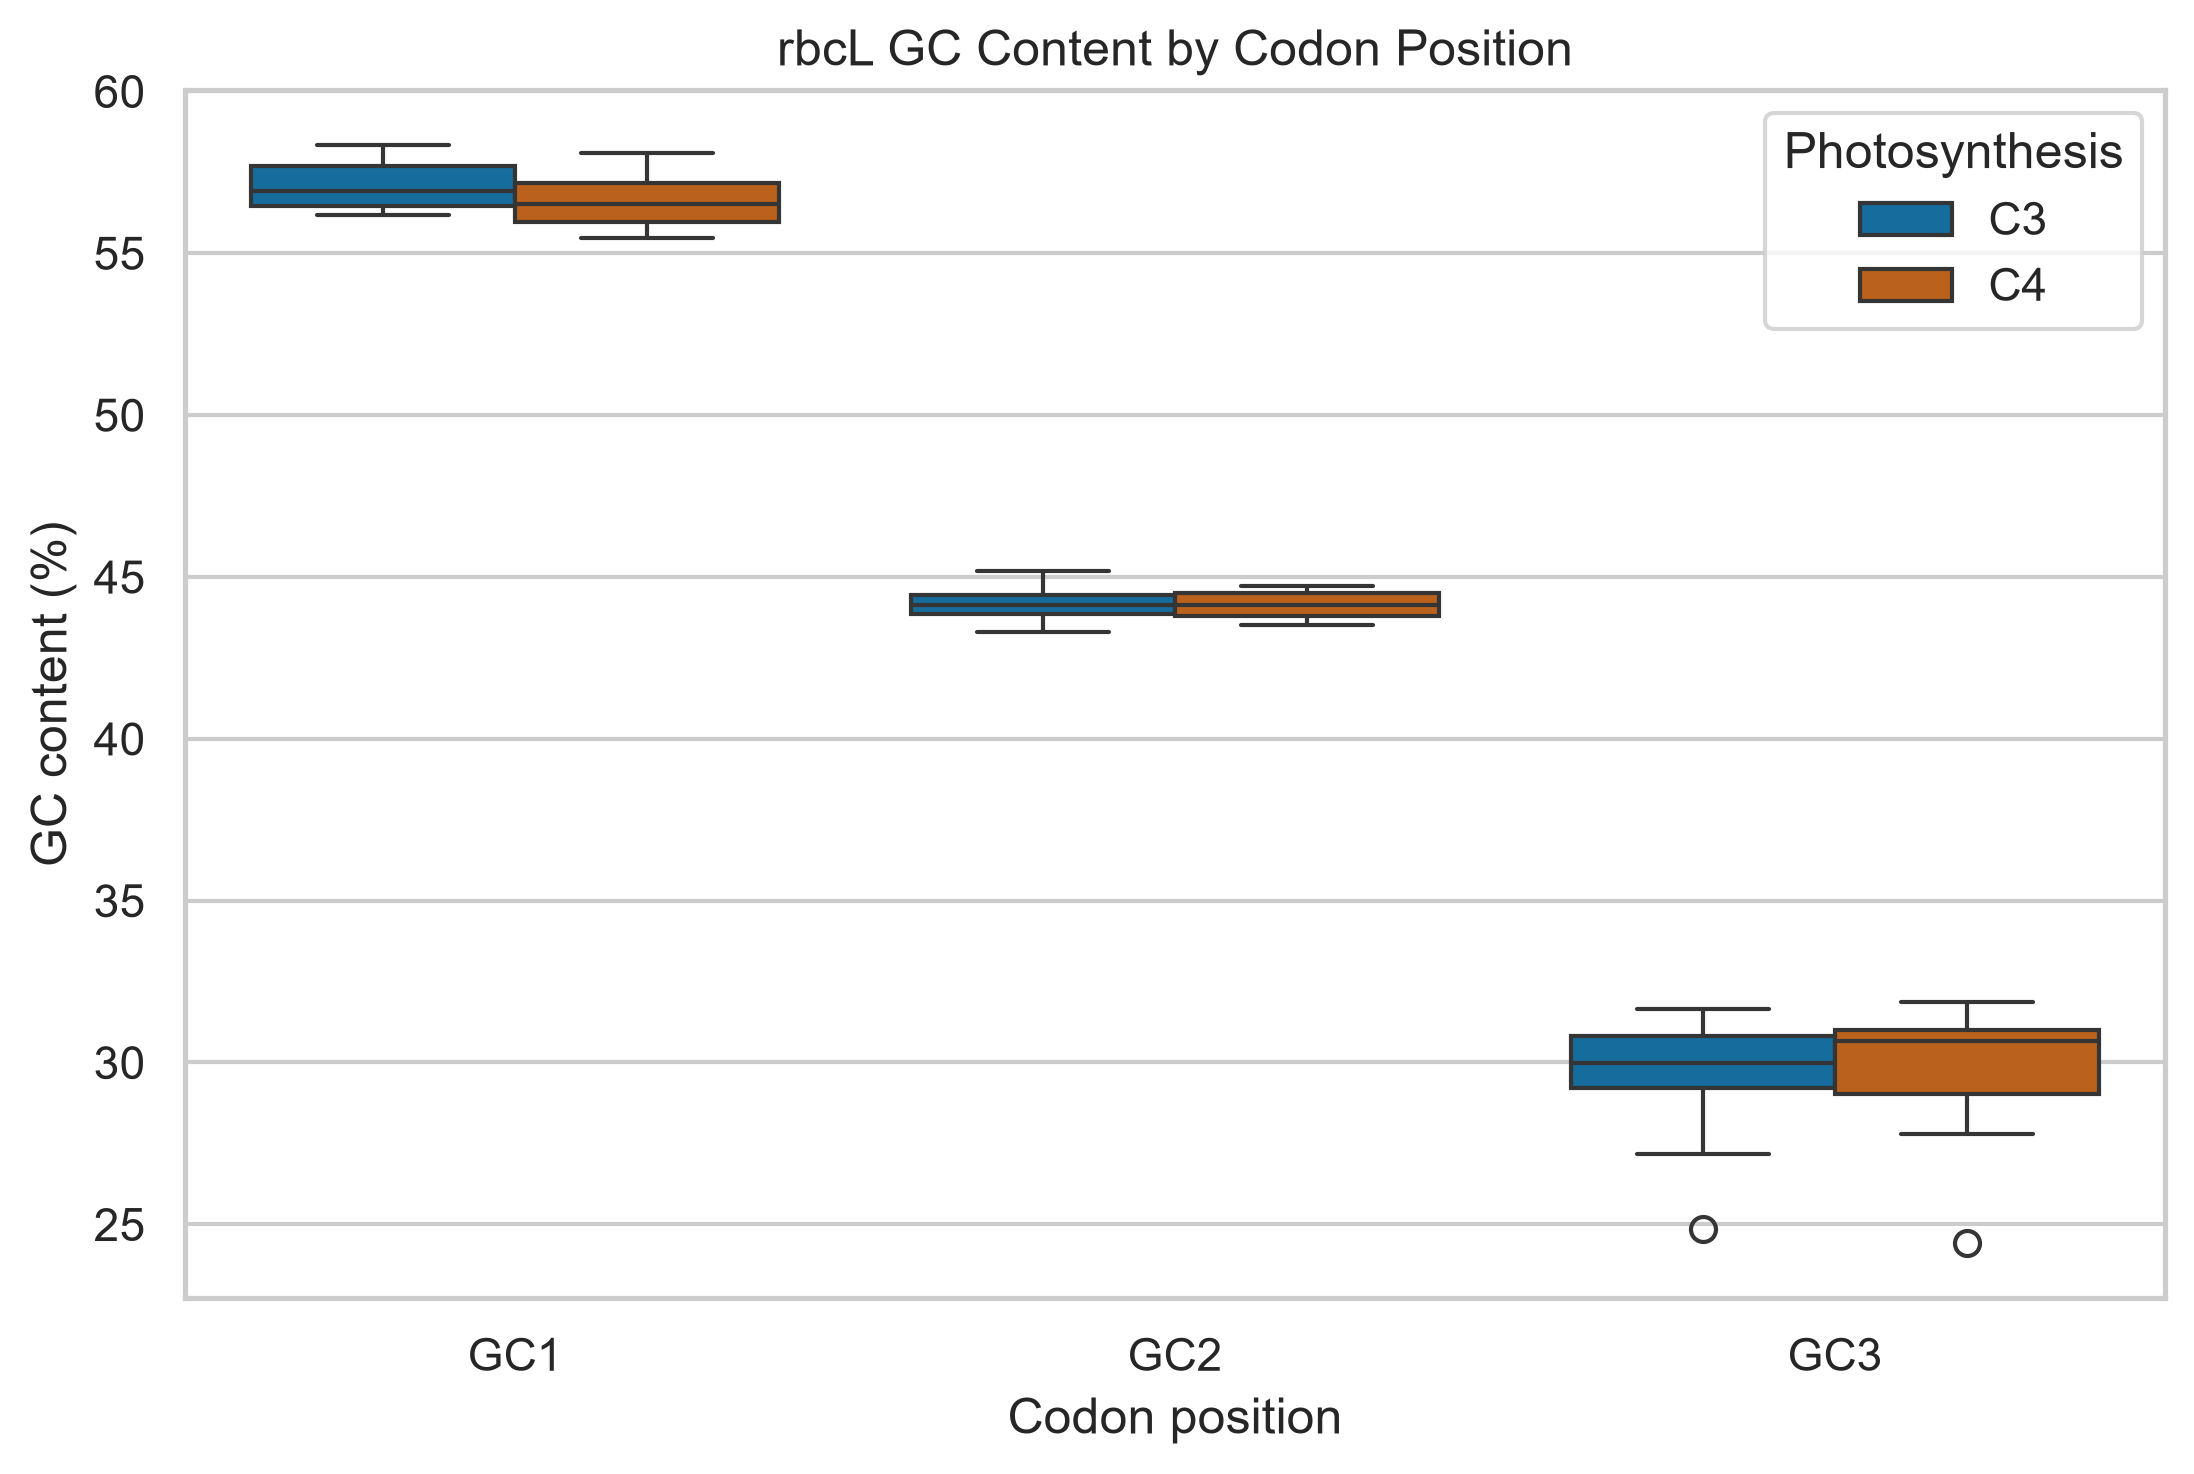 rbcL GC Content by Codon Position
60
55
50
45
40
35
30
25
GC content (%)
Photosynthesis
C3
C4
GC1
GC2
GC3
Codon position